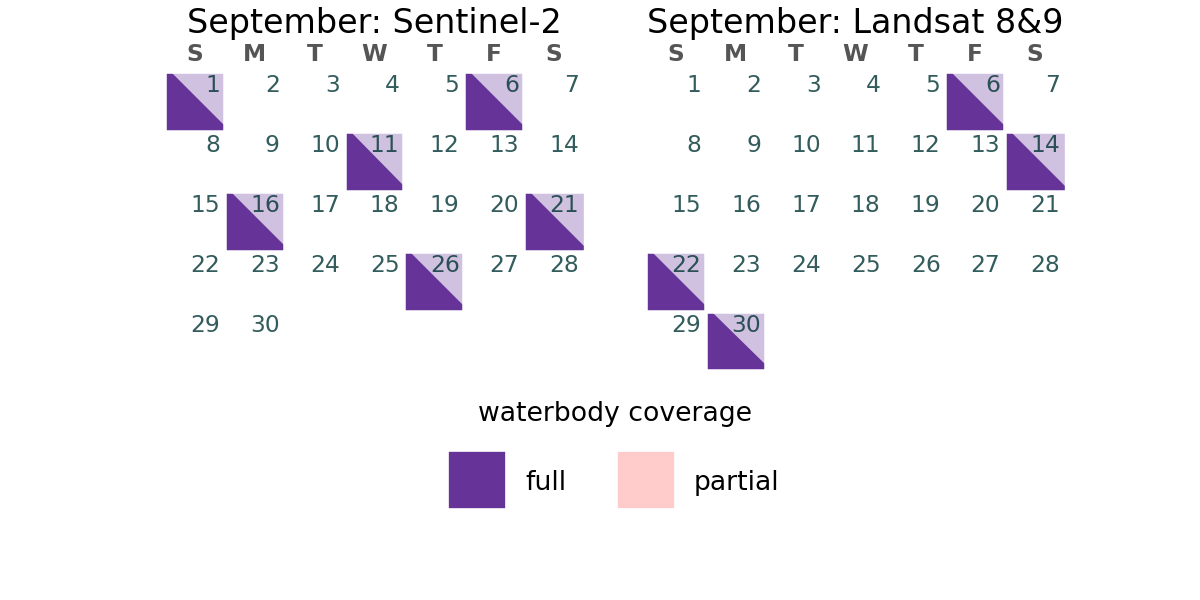 September: Sentinel-2
S M T W T F S
1 2 3 4 5 6 7
8 9 10 11 12 13 14
15 16 17 18 19 20 21
22 23 24 25 26 27 28
29 30
September: Landsat 8&9
S M T W T F S
1 2 3 4 5 6 7
8 9 10 11 12 13 14
15 16 17 18 19 20 21
22 23 24 25 26 27 28
29 30
waterbody coverage
full partial